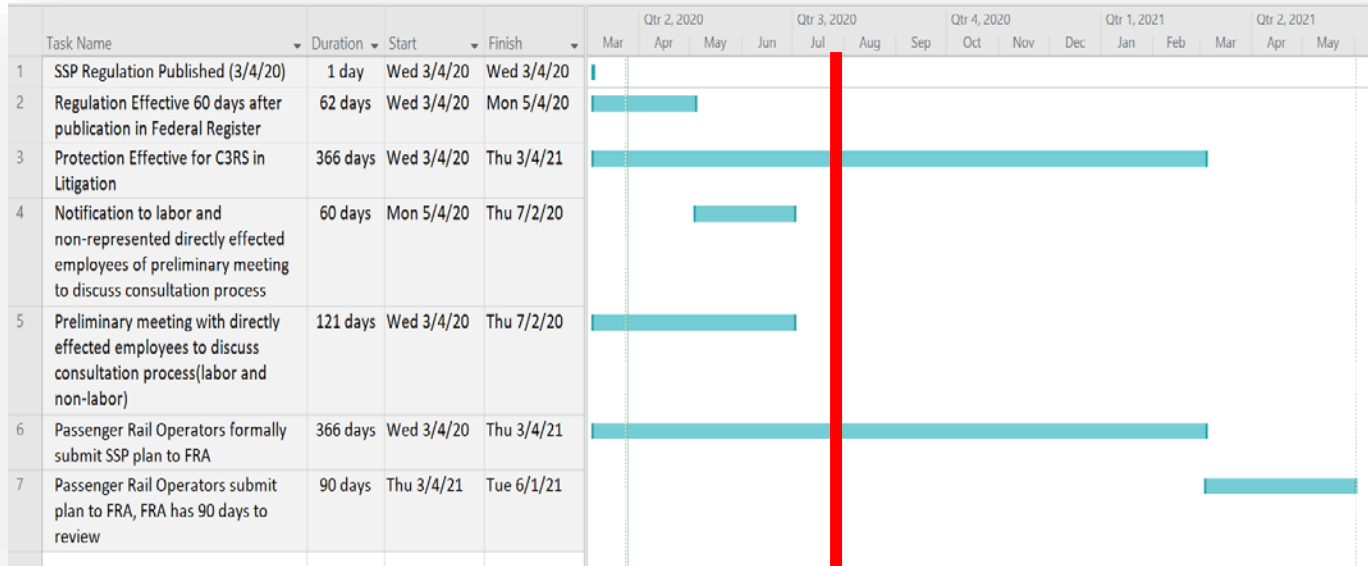 Qtr 2, 2020 Qtr 3, 2020 Qtr 4, 2020 Qtr 1, 2021 Qtr 2, 2021
Task Name Duration Start Finish Mar Apr May Jun Jul Aug Sep Oct Nov Dec Jan Feb Mar Apr May
1 SSP Regulation Published (3/4/20) 1 day Wed 3/4/20 Wed 3/4/20
2 Regulation Effective 60 days after 62 days Wed 3/4/20 Mon 5/4/20
publication in Federal Register
3 Protection Effective for C3RS in 366 days Wed 3/4/20 Thu 3/4/21
Litigation
4 Notification to labor and 60 days Mon 5/4/20 Thu 7/2/20
non-represented directly effected
employees of preliminary meeting
to discuss consultation process
5 Preliminary meeting with directly 121 days Wed 3/4/20 Thu 7/2/20
effected employees to discuss
consultation process(labor and
non-labor)
6 Passenger Rail Operators formally 366 days Wed 3/4/20 Thu 3/4/21
submit SSP plan to FRA
7 Passenger Rail Operators submit 90 days Thu 3/4/21 Tue 6/1/21
plan to FRA, FRA has 90 days to
review